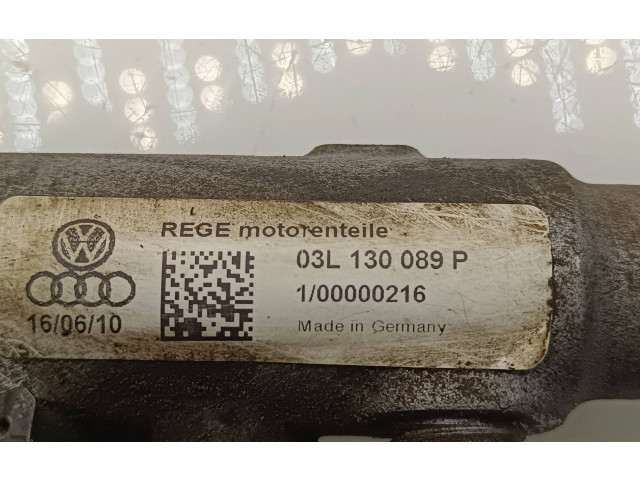 REGE motorenteile
03L 130 089 P
1/00000216
Made in Germany
16/06/10